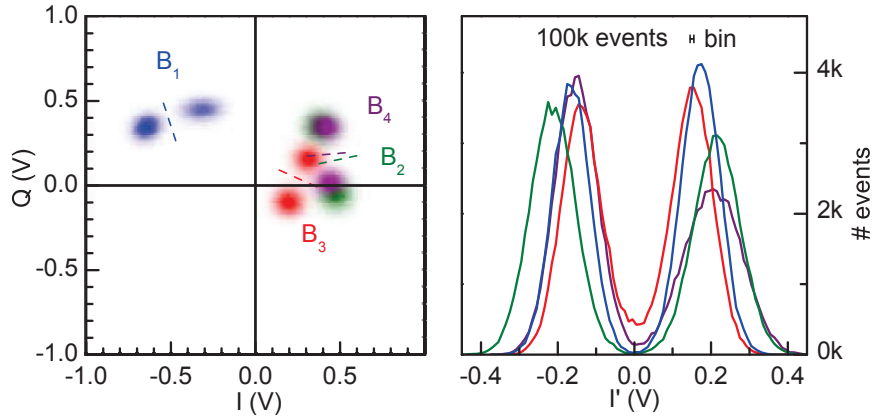 1.0
0.5
0.0
-0.5
-1.0
Q (V)
-1.0 -0.5 0.0 0.5
I (V)
B1
B4
B2
B3
100k events bin
4k
2k
0k
# events
-0.4 -0.2 0.0 0.2 0.4
I' (V)